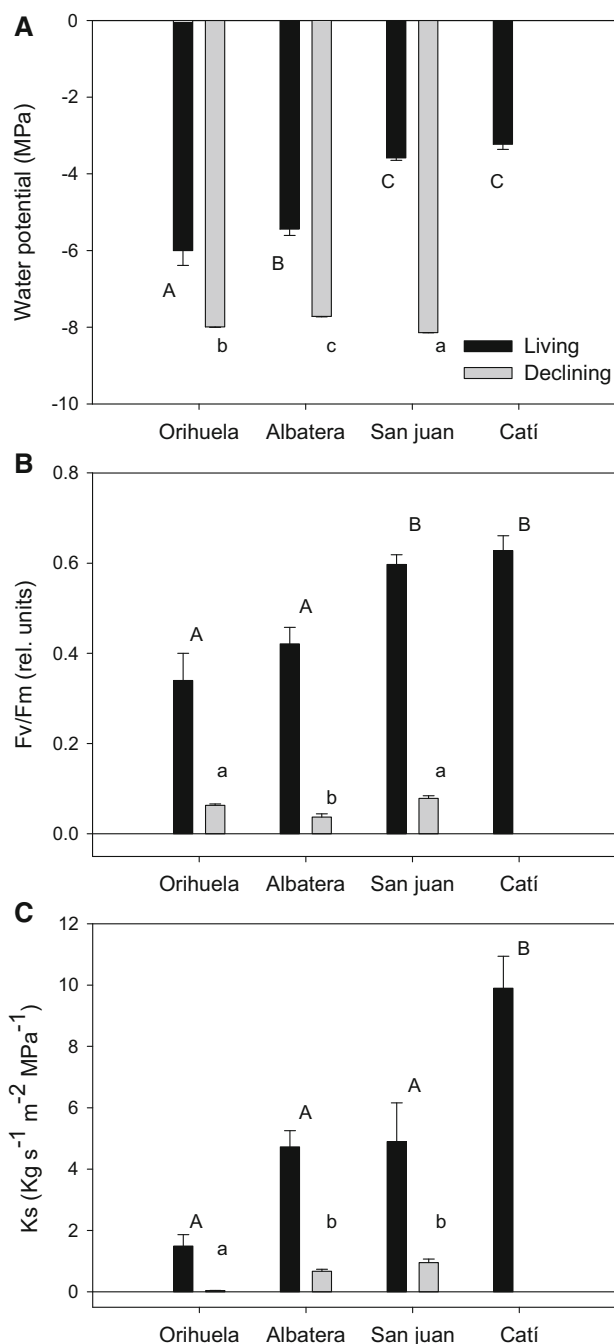 A
Water potential (MPa)
0
-2
-4
-6
-8
-10
A
b
B
c
C
a
C
Living
Declining
Orihuela Albatera San juan Catí
B
Fv/Fm (rel. units)
0.8
0.6
0.4
0.2
0.0
A
a
A
b
B
a
B
Orihuela Albatera San juan Catí
C
Ks (Kg s⁻¹ m⁻² MPa⁻¹)
12
10
8
6
4
2
0
A
a
A
b
A
b
B
Orihuela Albatera San juan Catí